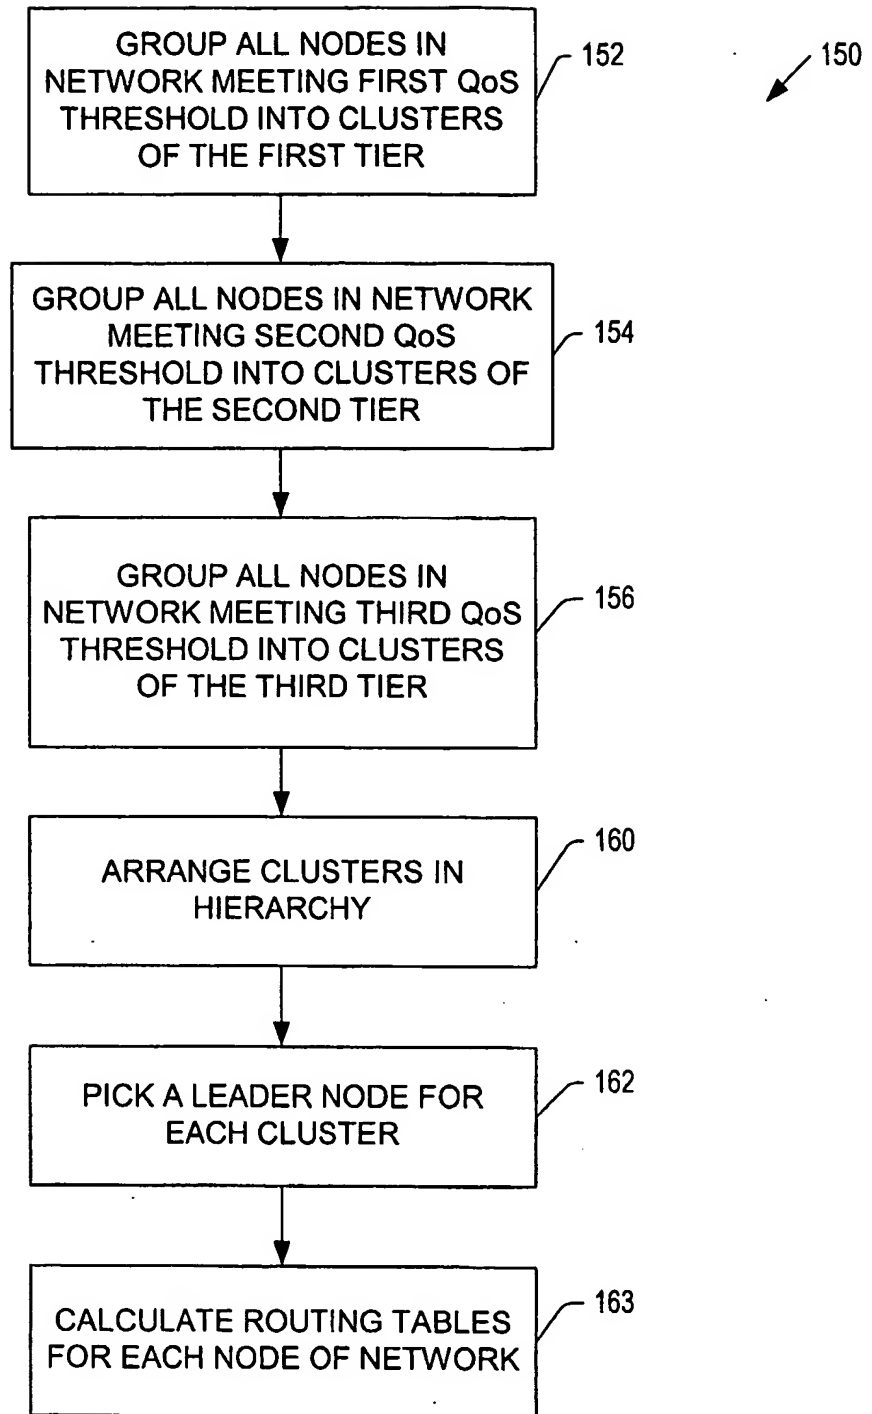 GROUP ALL NODES IN
NETWORK MEETING FIRST QoS
THRESHOLD INTO CLUSTERS
OF THE FIRST TIER
152
150
GROUP ALL NODES IN NETWORK
MEETING SECOND QoS
THRESHOLD INTO CLUSTERS OF
THE SECOND TIER
154
GROUP ALL NODES IN
NETWORK MEETING THIRD QoS
THRESHOLD INTO CLUSTERS
OF THE THIRD TIER
156
ARRANGE CLUSTERS IN
HIERARCHY
160
PICK A LEADER NODE FOR
EACH CLUSTER
162
CALCULATE ROUTING TABLES
FOR EACH NODE OF NETWORK
163